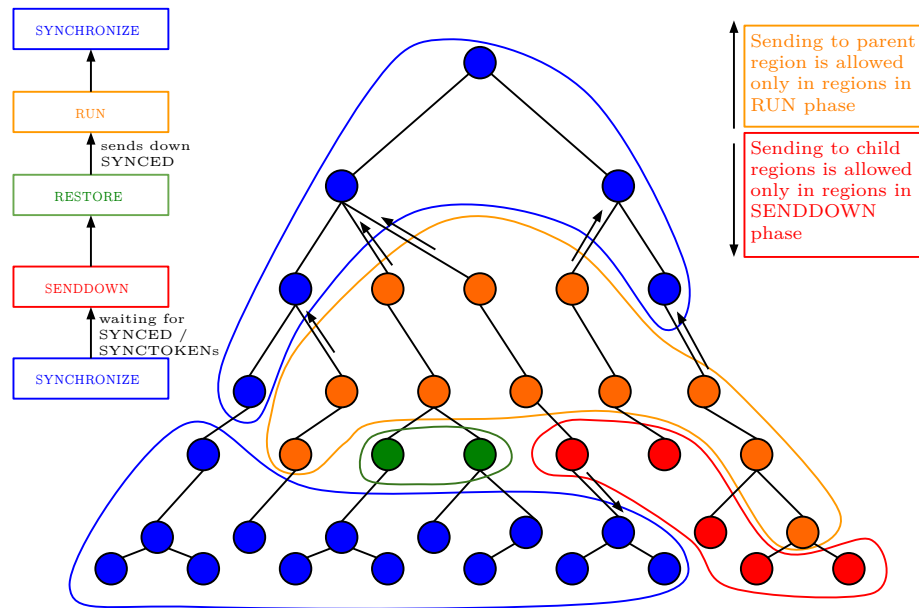 SYNCHRONIZE
RUN
sends down
SYNCED
RESTORE
SENDDOWN
waiting for
SYNCED /
SYNCTOKENs
SYNCHRONIZE
Sending to parent
region is allowed
only in regions in
RUN phase
Sending to child
regions is allowed
only in regions in
SENDDOWN
phase